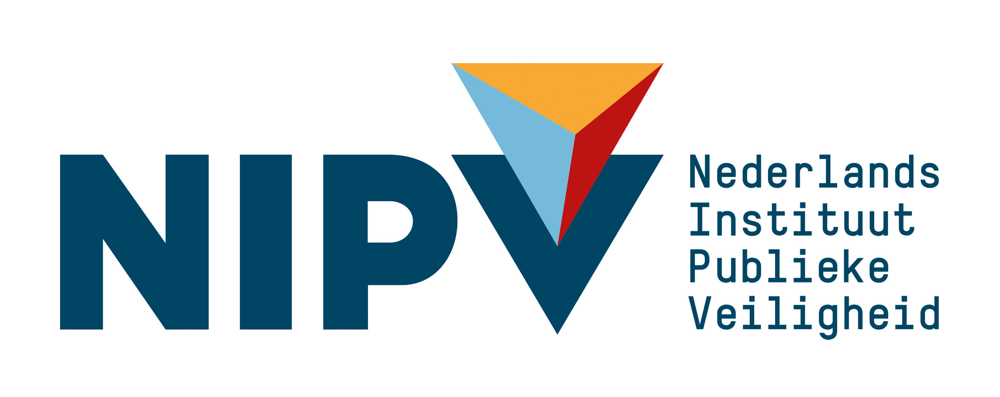 NIPV
Nederlands
Instituut
Publieke
Veiligheid